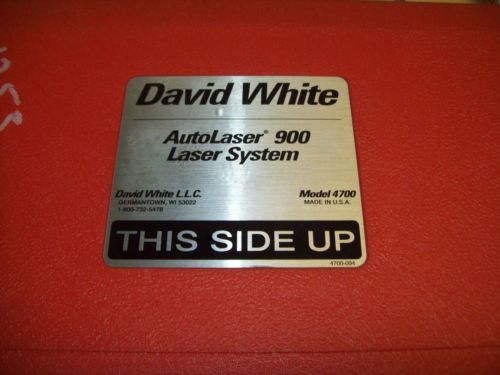 David White
AutoLaser® 900
Laser System
David White L.L.C.
GERMANTOWN, WI 53022
1-800-732-5478
Model 4700
MADE IN U.S.A.
THIS SIDE UP
4700-094